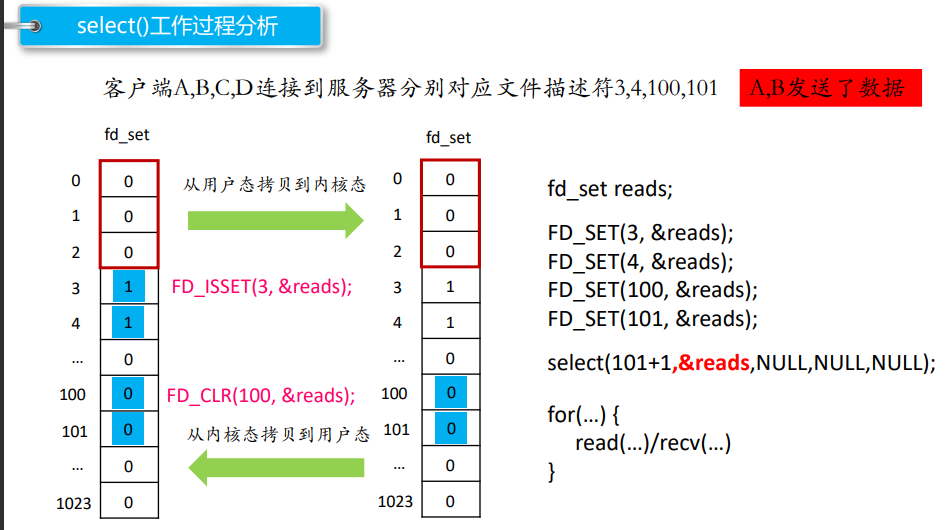 select()工作过程分析
客户端A,B,C,D连接到服务器分别对应文件描述符3,4,100,101
A,B发送了数据
fd_set
0 0
1 0
2 0
3 1
4 1
... 0
100 0
101 0
... 0
1023 0
从用户态拷贝到内核态
FD_ISSET(3, &reads);
FD_CLR(100, &reads);
从内核态拷贝到用户态
fd_set
0 0
1 0
2 0
3 1
4 1
... 0
100 0
101 0
... 0
1023 0
fd_set reads;
FD_SET(3, &reads);
FD_SET(4, &reads);
FD_SET(100, &reads);
FD_SET(101, &reads);
select(101+1,&reads,NULL,NULL,NULL);
for(...) {
read(...)/recv(...)
}